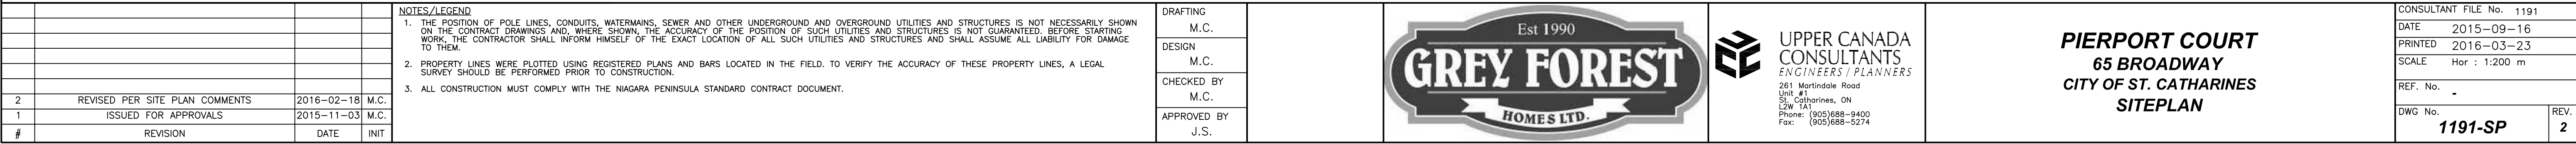 2 REVISED PER SITE PLAN COMMENTS 2016-02-18 M.C.
1 ISSUED FOR APPROVALS 2015-11-03 M.C.
# REVISION DATE INIT
NOTES/LEGEND
1. THE POSITION OF POLE LINES, CONDUITS, WATERMAINS, SEWER AND OTHER UNDERGROUND AND OVERGROUND UTILITIES AND STRUCTURES IS NOT NECESSARILY SHOWN
ON THE CONTRACT DRAWINGS AND, WHERE SHOWN, THE ACCURACY OF THE POSITION OF SUCH UTILITIES AND STRUCTURES IS NOT GUARANTEED. BEFORE STARTING
WORK, THE CONTRACTOR SHALL INFORM HIMSELF OF THE EXACT LOCATION OF ALL SUCH UTILITIES AND STRUCTURES AND SHALL ASSUME ALL LIABILITY FOR DAMAGE
TO THEM.
2. PROPERTY LINES WERE PLOTTED USING REGISTERED PLANS AND BARS LOCATED IN THE FIELD. TO VERIFY THE ACCURACY OF THESE PROPERTY LINES, A LEGAL
SURVEY SHOULD BE PERFORMED PRIOR TO CONSTRUCTION.
3. ALL CONSTRUCTION MUST COMPLY WITH THE NIAGARA PENINSULA STANDARD CONTRACT DOCUMENT.
DRAFTING
M.C.
DESIGN
M.C.
CHECKED BY
M.C.
APPROVED BY
J.S.
Est 1990
GREY FOREST
HOMES LTD.
UPPER CANADA
CONSULTANTS
ENGINEERS / PLANNERS
261 Martindale Road
Unit #1
St. Catharines, ON
L2W 1A1
Phone: (905)688-9400
Fax: (905)688-5274
PIERPORT COURT
65 BROADWAY
CITY OF ST. CATHARINES
SITEPLAN
CONSULTANT FILE No. 1191
DATE 2015-09-16
PRINTED 2016-03-23
SCALE Hor : 1:200 m
REF. No.
-
DWG No. REV.
1191-SP 2